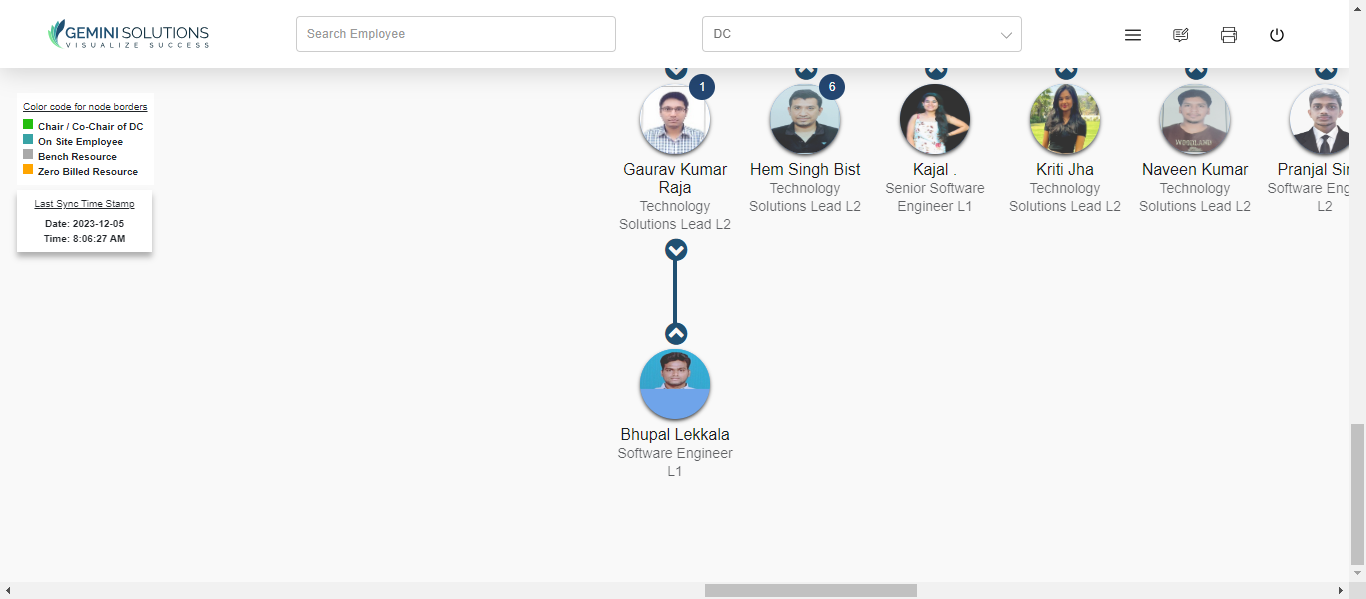 GEMINI SOLUTIONS
VISUALIZE SUCCESS
Search Employee
DC
Color code for node borders
Chair / Co-Chair of DC
On Site Employee
Bench Resource
Zero Billed Resource
Last Sync Time Stamp
Date: 2023-12-05
Time: 8:06:27 AM
1
Gaurav Kumar
Raja
Technology
Solutions Lead L2
6
Hem Singh Bist
Technology
Solutions Lead L2
Kajal .
Senior Software
Engineer L1
Kriti Jha
Technology
Solutions Lead L2
WOODLAND
Naveen Kumar
Technology
Solutions Lead L2
Pranjal Sin
Software Eng
L2
Bhupal Lekkala
Software Engineer
L1